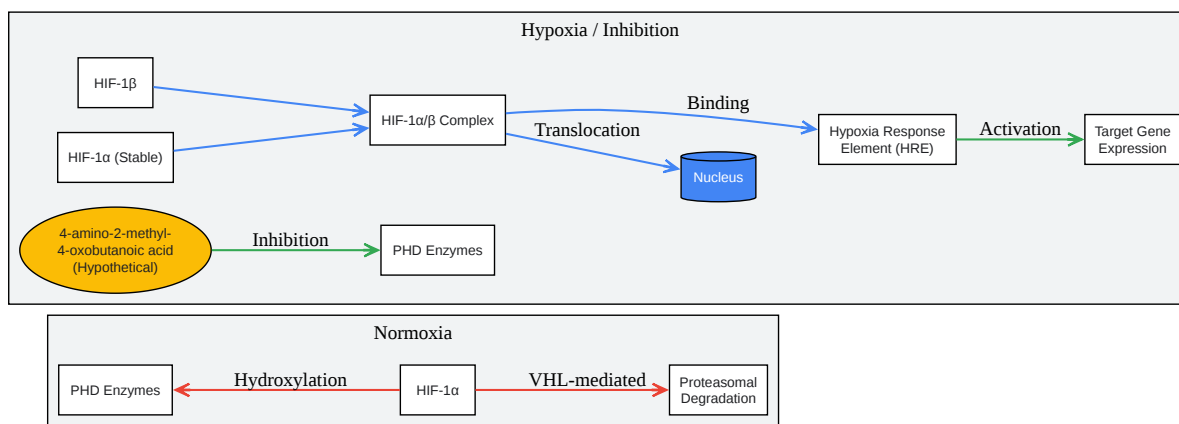 Hypoxia / Inhibition
HIF-1β
HIF-1α (Stable)
HIF-1α/β Complex
Binding
Translocation
Nucleus
Hypoxia Response
Element (HRE)
Activation
Target Gene
Expression
4-amino-2-methyl-
4-oxobutanoic acid
(Hypothetical)
Inhibition
PHD Enzymes
Normoxia
PHD Enzymes
Hydroxylation
HIF-1α
VHL-mediated
Proteasomal
Degradation